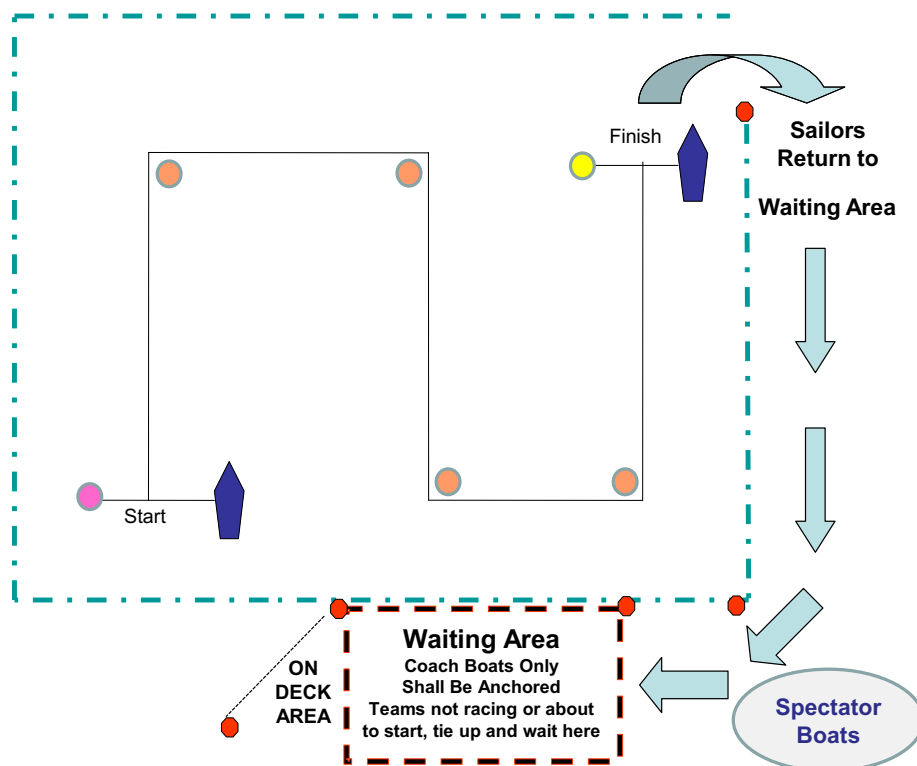 Finish
Sailors
Return to
Waiting Area
Start
Waiting Area
Coach Boats Only
Shall Be Anchored
Teams not racing or about
to start, tie up and wait here
ON
DECK
AREA
Spectator
Boats